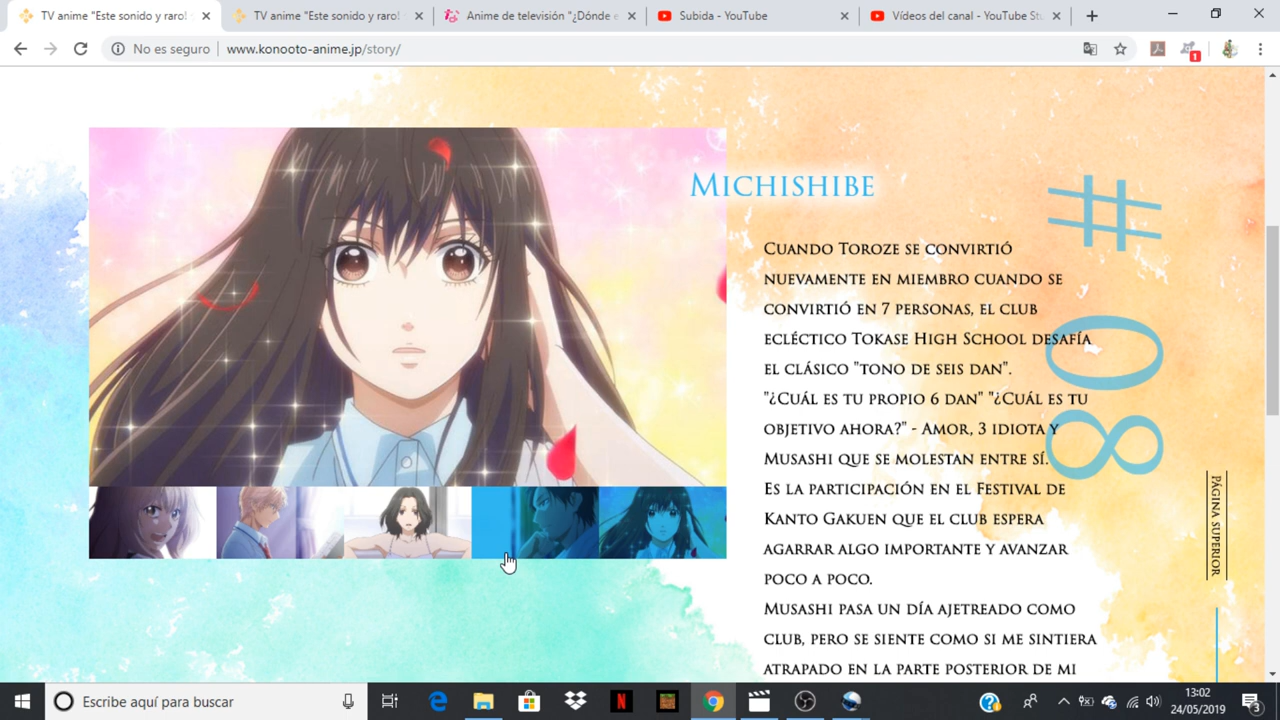 TV anime "Este sonido y raro!
TV anime "Este sonido y raro!
Anime de televisión "¿Dónde e
Subida - YouTube
Vídeos del canal - YouTube Stu
No es seguro
www.konooto-anime.jp/story/
1
Michishibe
#08
Cuando Toroze se convirtió
nuevamente en miembro cuando se
convirtió en 7 personas, el club
ecléctico Tokase High School desafía
el clásico "tono de seis dan".
"¿Cuál es tu propio 6 dan" "¿Cuál es tu
objetivo ahora?" - Amor, 3 idiota y
Musashi que se molestan entre sí.
Es la participación en el Festival de
Kanto Gakuen que el club espera
agarrar algo importante y avanzar
poco a poco.
Musashi pasa un día ajetreado como
club, pero se siente como si me sintiera
atrapado en la parte posterior de mi
Página superior
Escribe aquí para buscar
13:02
24/05/2019
3